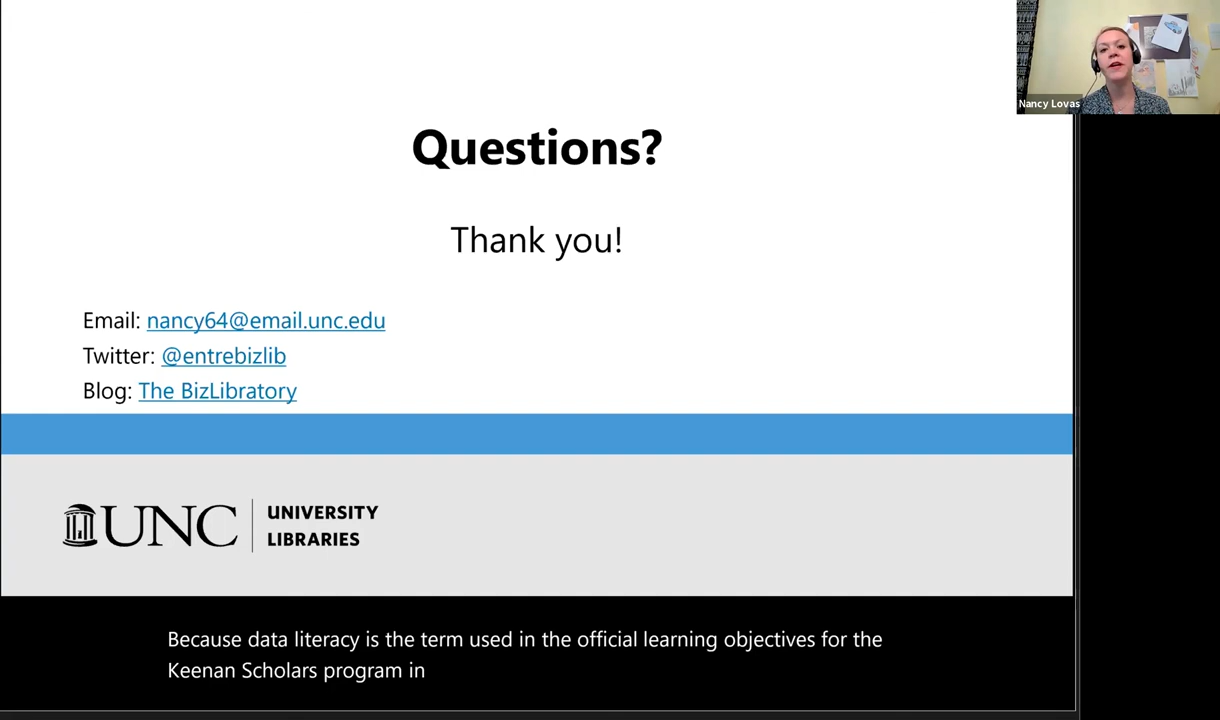 Nancy Lovas
Questions?
Thank you!
Email: nancy64@email.unc.edu
Twitter: @entrebizlib
Blog: The BizLibratory
UNC UNIVERSITY
LIBRARIES
Because data literacy is the term used in the official learning objectives for the
Keenan Scholars program in